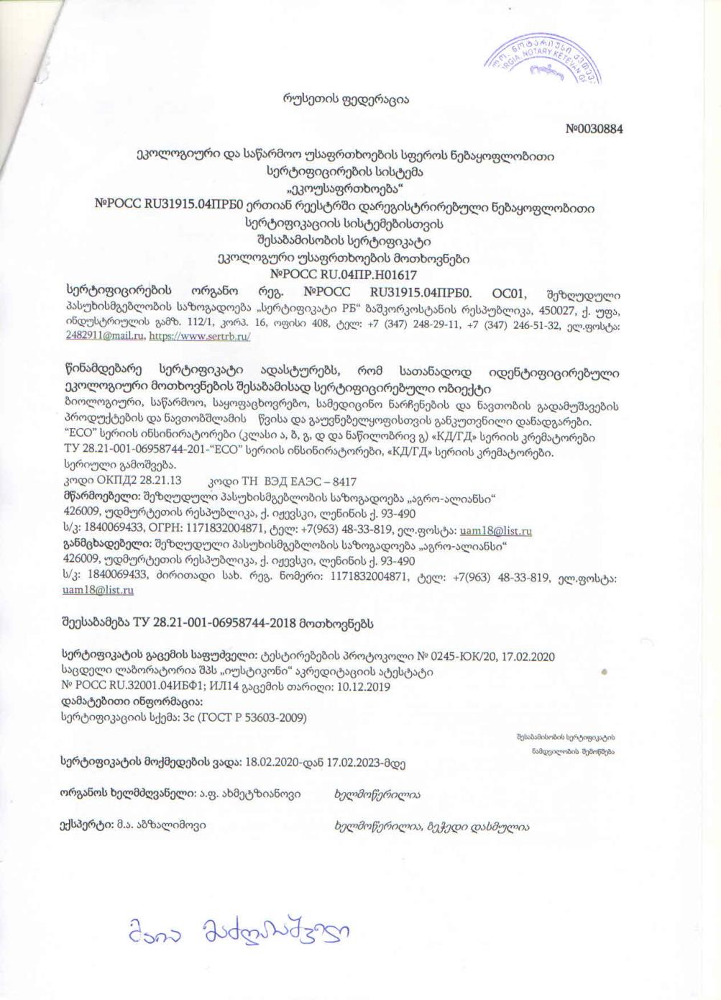 ლო. ნოტარიუსი ქეთევ
RGIA, NOTARY KETEVAN G
რუსეთის ფედერაცია
№0030884
ეკოლოგიური და საწარმოო უსაფრთხოების სფეროს ნებაყოფლობითი
სერტიფიცირების სისტემა
„ეკოუსაფრთხოება“
№РОСС RU31915.04ПРБ0 ერთიან რეესტრში დარეგისტრირებული ნებაყოფლობითი
სერტიფიკაციის სისტემებისთვის
შესაბამისობის სერტიფიკატი
ეკოლოგური უსაფრთხოების მოთხოვნები
№РОСС RU.04ПР.Н01617
სერტიფიცირების ორგანო რეგ. №РОСС RU31915.04ПРБ0. ОС01, შეზღუდული
პასუხისმგებლობის საზოგადოება „სერტიფიკატი РБ“ ბაშკორკოსტანის რესპუბლიკა, 450027, ქ. უფა,
ინდუსტრიულის გამზ. 112/1, კორპ. 16, ოფისი 408, ტელ: +7 (347) 248-29-11, +7 (347) 246-51-32, ელ.ფოსტა:
2482911@mail.ru, https://www.sertrb.ru/
წინამდებარე სერტიფიკატი ადასტურებს, რომ სათანადოდ იდენტიფიცირებული
ეკოლოგიური მოთხოვნების შესაბამისად სერტიფიცირებული ობიექტი
ბიოლოგიური, საწარმოო, საყოფაცხოვრებო, სამედიცინო ნარჩენების და ნავთობის გადამუშავების
პროდუქტების და ნავთობშლამის წვისა და გაუვნებელყოფისთვის განკუთვნილი დანადგარები.
“ECO” სერიის ინსინირატორები (კლასი ა, ბ, გ, დ და ნაწილობრივ გ) «КД/ГД» სერიის კრემატორები
ТУ 28.21-001-06958744-201-“ECO” სერიის ინსინირატორები, «КД/ГД» სერიის კრემატორები.
სერიული გამოშვება.
კოდი ОКПД2 28.21.13 კოდი ТН ВЭД ЕАЭС – 8417
მწარმოებელი: შეზღუდული პასუხისმგებლობის საზოგადოება „აგრო-ალიანსი“
426009, უდმურტეთის რესპუბლიკა, ქ. იჟევსკი, ლენინის ქ. 93-490
ს/კ: 1840069433, ОГРН: 1171832004871, ტელ: +7(963) 48-33-819, ელ.ფოსტა: uam18@list.ru
განმცხადებელი: შეზღუდული პასუხისმგებლობის საზოგადოება „აგრო-ალიანსი“
426009, უდმურტეთის რესპუბლიკა, ქ. იჟევსკი, ლენინის ქ. 93-490
ს/კ: 1840069433, ძირითადი სახ. რეგ. ნომერი: 1171832004871, ტელ: +7(963) 48-33-819, ელ.ფოსტა:
uam18@list.ru
შეესაბამება ТУ 28.21-001-06958744-2018 მოთხოვნებს
სერტიფიკატის გაცემის საფუძველი: ტესტირებების პროტოკოლი № 0245-ЮК/20, 17.02.2020
საცდელი ლაბორატორია შპს „იუსტიკონი“ აკრედიტაციის ატესტატი
№ РОСС RU.32001.04ИБФ1; ИЛ14 გაცემის თარიღი: 10.12.2019
დამატებითი ინფორმაცია:
სერტიფიკაციის სქემა: 3c (ГОСТ Р 53603-2009)
შესაბამისობის სერტიფიკატის
ნამდვილობის შემოწმება
სერტიფიკატის მოქმედების ვადა: 18.02.2020-დან 17.02.2023-მდე
ორგანოს ხელმძღვანელი: ა.ფ. ახმეტზიანოვი ხელმოწერილია
ექსპერტი: მ.ა. აბზალიმოვი ხელმოწერილია, ბეჭედი დასმულია
მაია